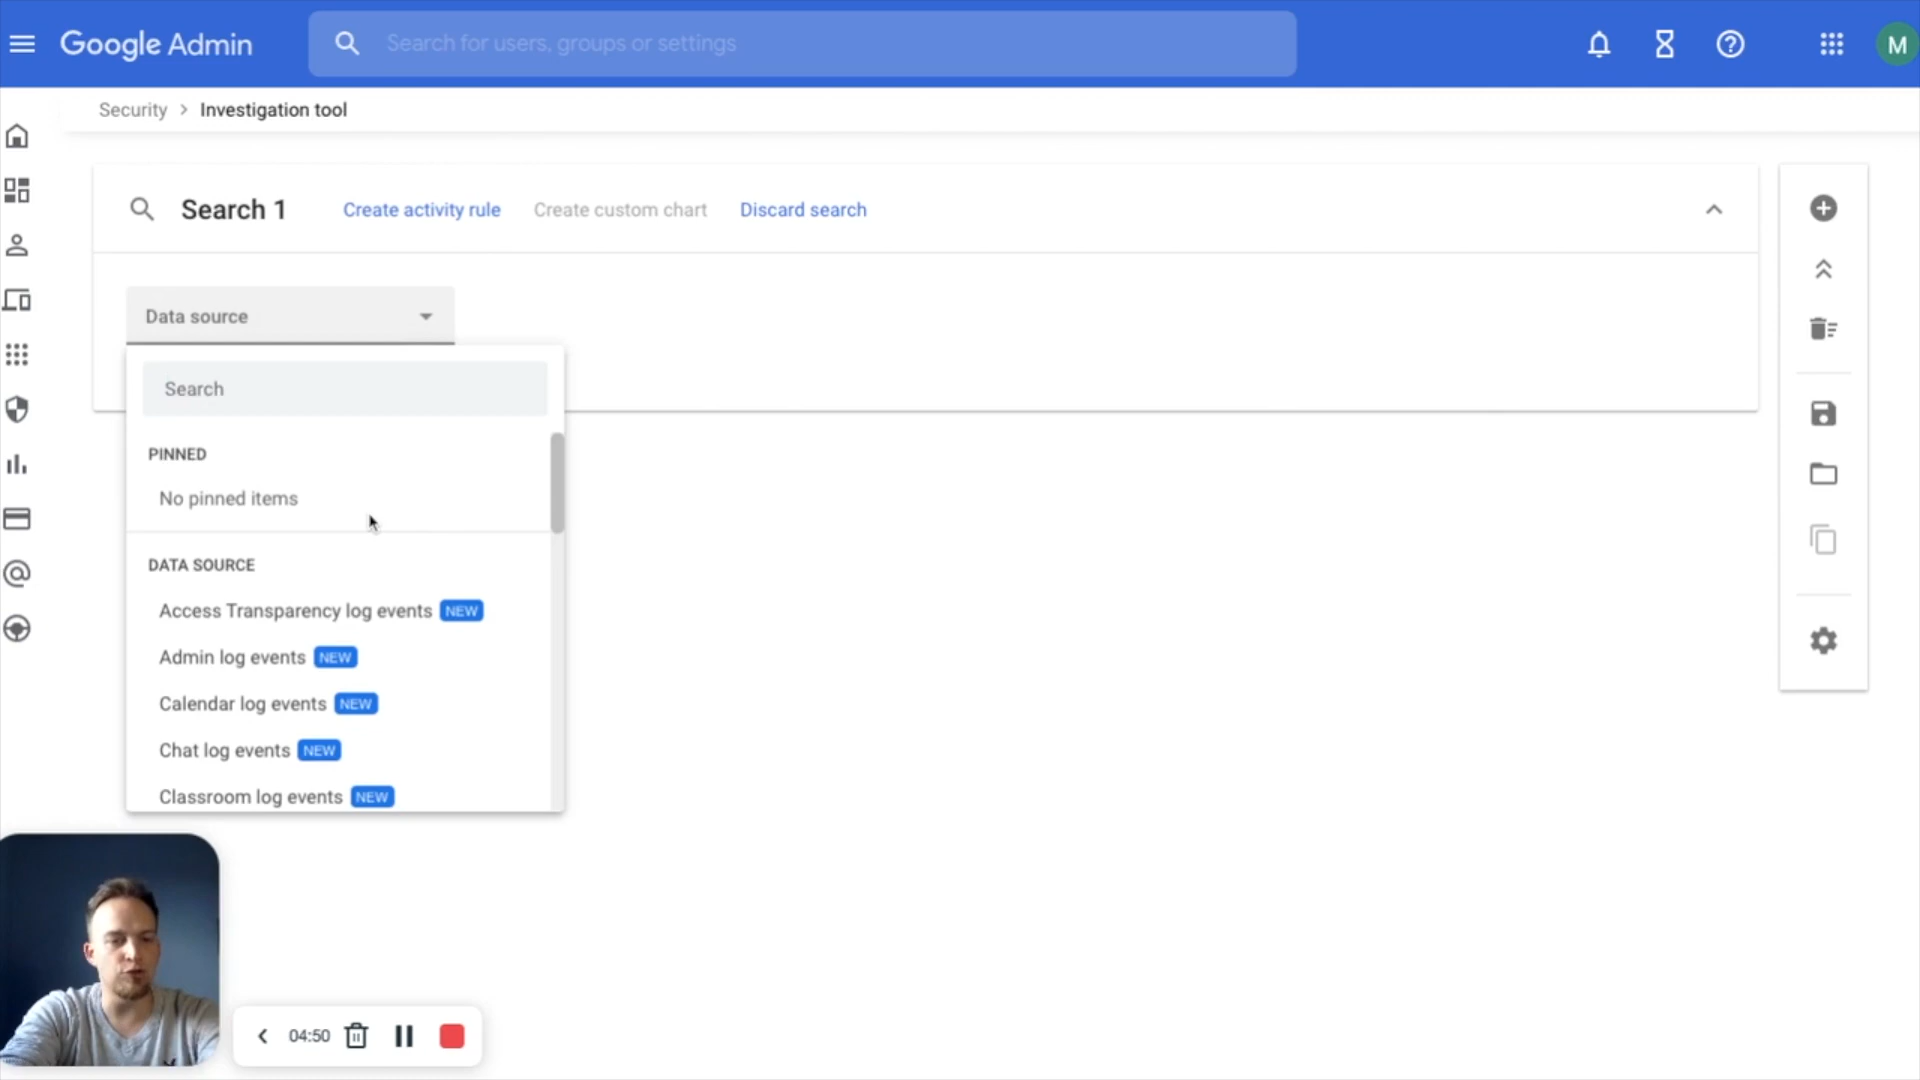 Google Admin
Search for users, groups or settings
M
Security > Investigation tool
Search 1
Create activity rule
Create custom chart
Discard search
Data source
Search
PINNED
No pinned items
DATA SOURCE
Access Transparency log events NEW
Admin log events NEW
Calendar log events NEW
Chat log events NEW
Classroom log events NEW
04:50